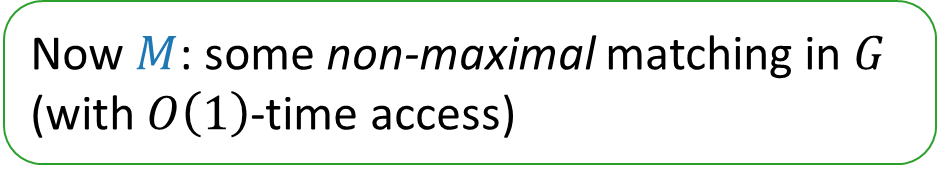 Now M: some non-maximal matching in G
(with O(1)-time access)